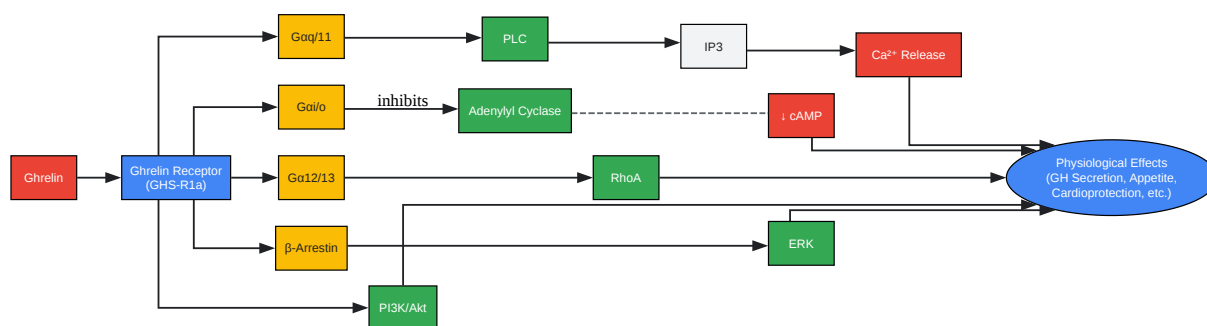 Gαq/11
PLC
IP3
Ca²⁺ Release
Gαi/o
inhibits
Adenylyl Cyclase
↓ cAMP
Ghrelin
Ghrelin Receptor
(GHS-R1a)
Gα12/13
RhoA
Physiological Effects
(GH Secretion, Appetite,
Cardioprotection, etc.)
β-Arrestin
ERK
PI3K/Akt